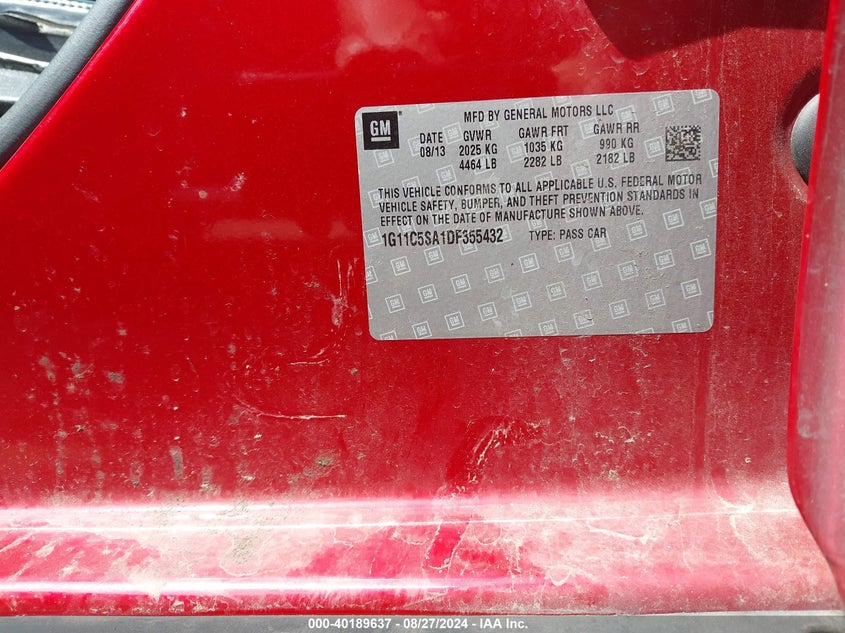 GM
MFD BY GENERAL MOTORS LLC
DATE GVWR GAWR FRT GAWR RR
08/13 2025 KG 1035 KG 990 KG
4464 LB 2282 LB 2182 LB
THIS VEHICLE CONFORMS TO ALL APPLICABLE U.S. FEDERAL MOTOR
VEHICLE SAFETY, BUMPER, AND THEFT PREVENTION STANDARDS IN
EFFECT ON THE DATE OF MANUFACTURE SHOWN ABOVE.
1G11C5SA1DF355432 TYPE: PASS CAR
000-40189637 - 08/27/2024 - IAA Inc.